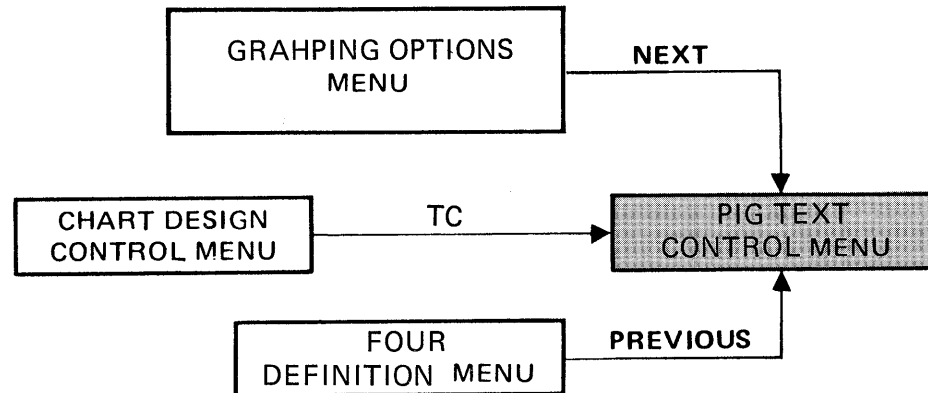 GRAHPING OPTIONS
MENU
NEXT
CHART DESIGN
CONTROL MENU
TC
PIG TEXT
CONTROL MENU
FOUR
DEFINITION MENU
PREVIOUS